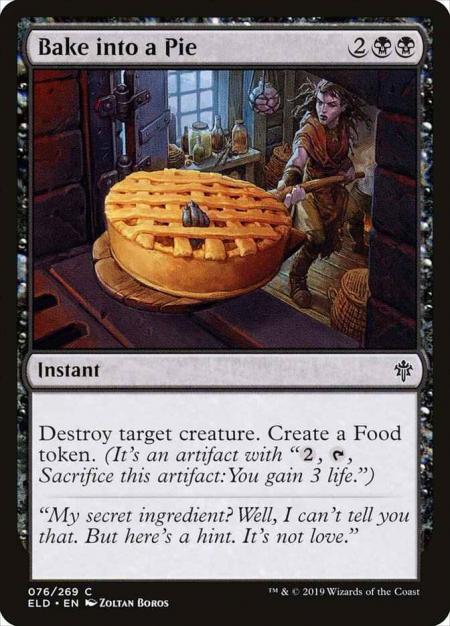 Bake into a Pie 2
Instant
Destroy target creature. Create a Food
token. (It's an artifact with “2, ,
Sacrifice this artifact: You gain 3 life.”)
“My secret ingredient? Well, I can't tell you
that. But here's a hint. It's not love.”
076/269 C
ELD • EN ZOLTAN BOROS
™ & © 2019 Wizards of the Coast